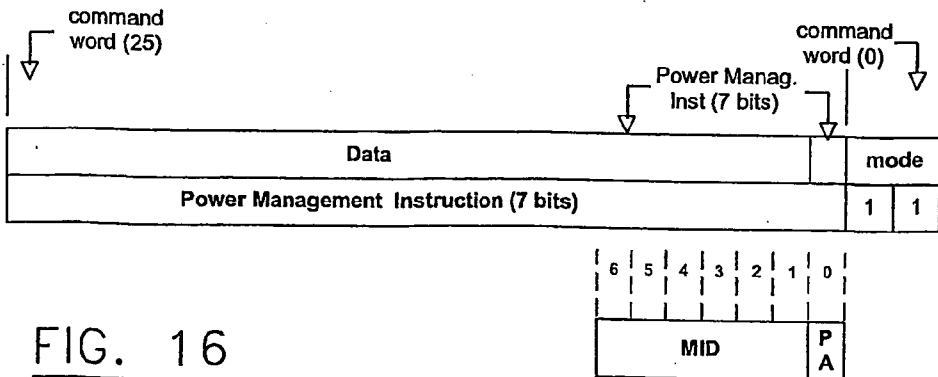 command
word (25)
command
word (0)
Power Manag.
Inst (7 bits)
Data
mode
Power Management Instruction (7 bits)
1 1
6 5 4 3 2 1 0
MID
P
A
FIG. 16